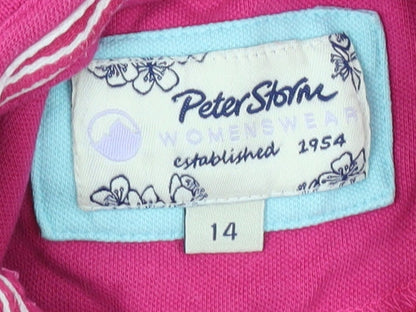 Peter Storm
WOMENSWEAR
established 1954
14